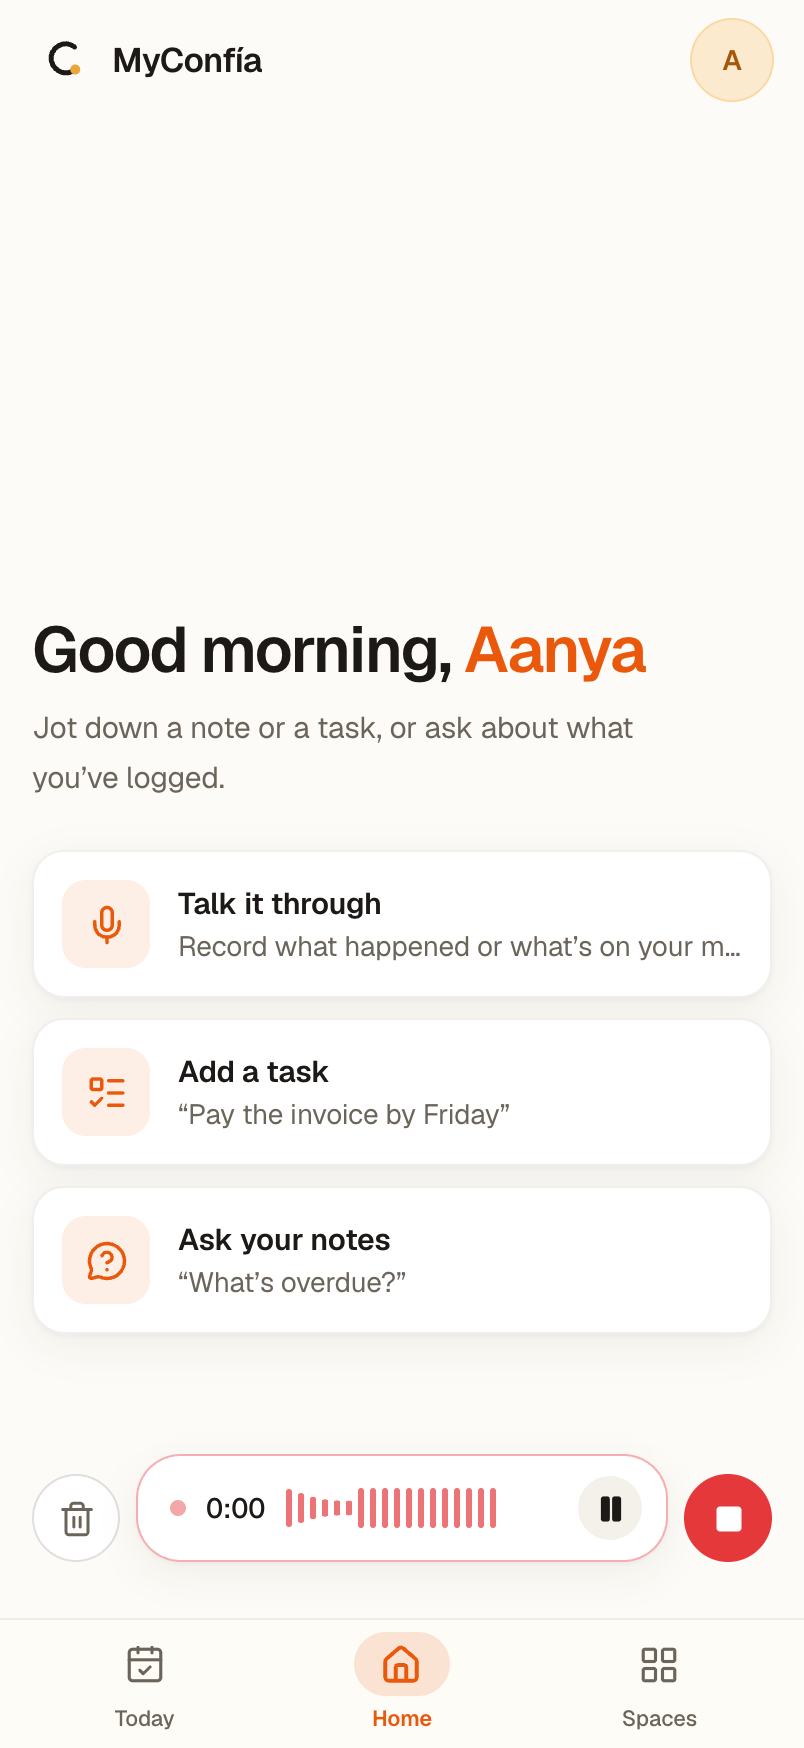 MyConfía
A
Good morning, Aanya
Jot down a note or a task, or ask about what
you’ve logged.
Talk it through
Record what happened or what’s on your m...
Add a task
“Pay the invoice by Friday”
Ask your notes
“What’s overdue?”
0:00
Today
Home
Spaces